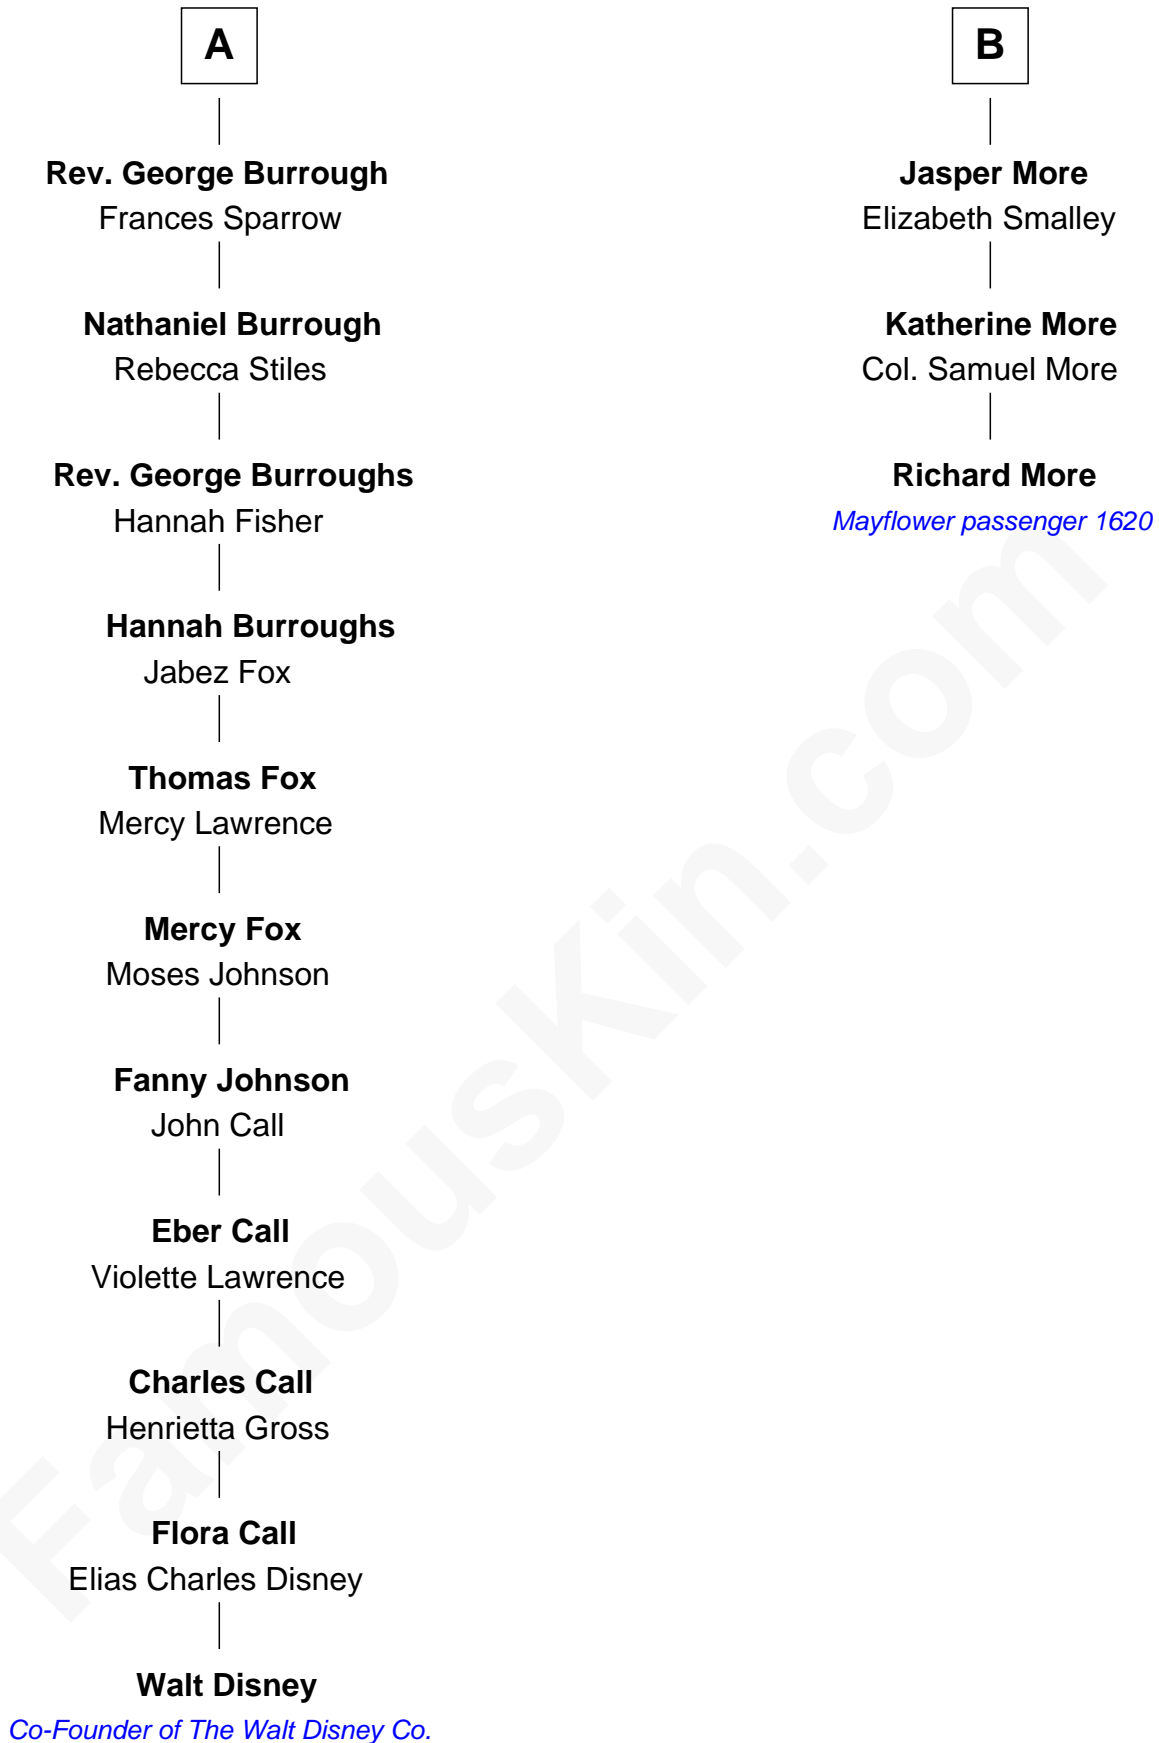 A
Rev. George Burrough
Frances Sparrow
Nathaniel Burrough
Rebecca Stiles
Rev. George Burroughs
Hannah Fisher
Hannah Burroughs
Jabez Fox
Thomas Fox
Mercy Lawrence
Mercy Fox
Moses Johnson
Fanny Johnson
John Call
Eber Call
Violette Lawrence
Charles Call
Henrietta Gross
Flora Call
Elias Charles Disney
Walt Disney
Co-Founder of The Walt Disney Co.
B
Jasper More
Elizabeth Smalley
Katherine More
Col. Samuel More
Richard More
Mayflower passenger 1620
FamousKin.com